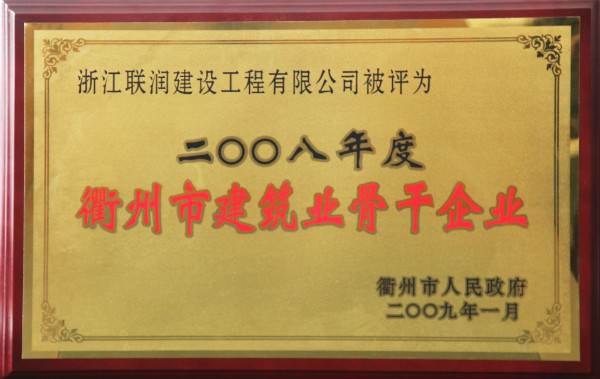 浙江联润建设工程有限公司被评为
二〇〇八年度
衢州市建筑业骨干企业
衢州市人民政府
二〇〇九年一月